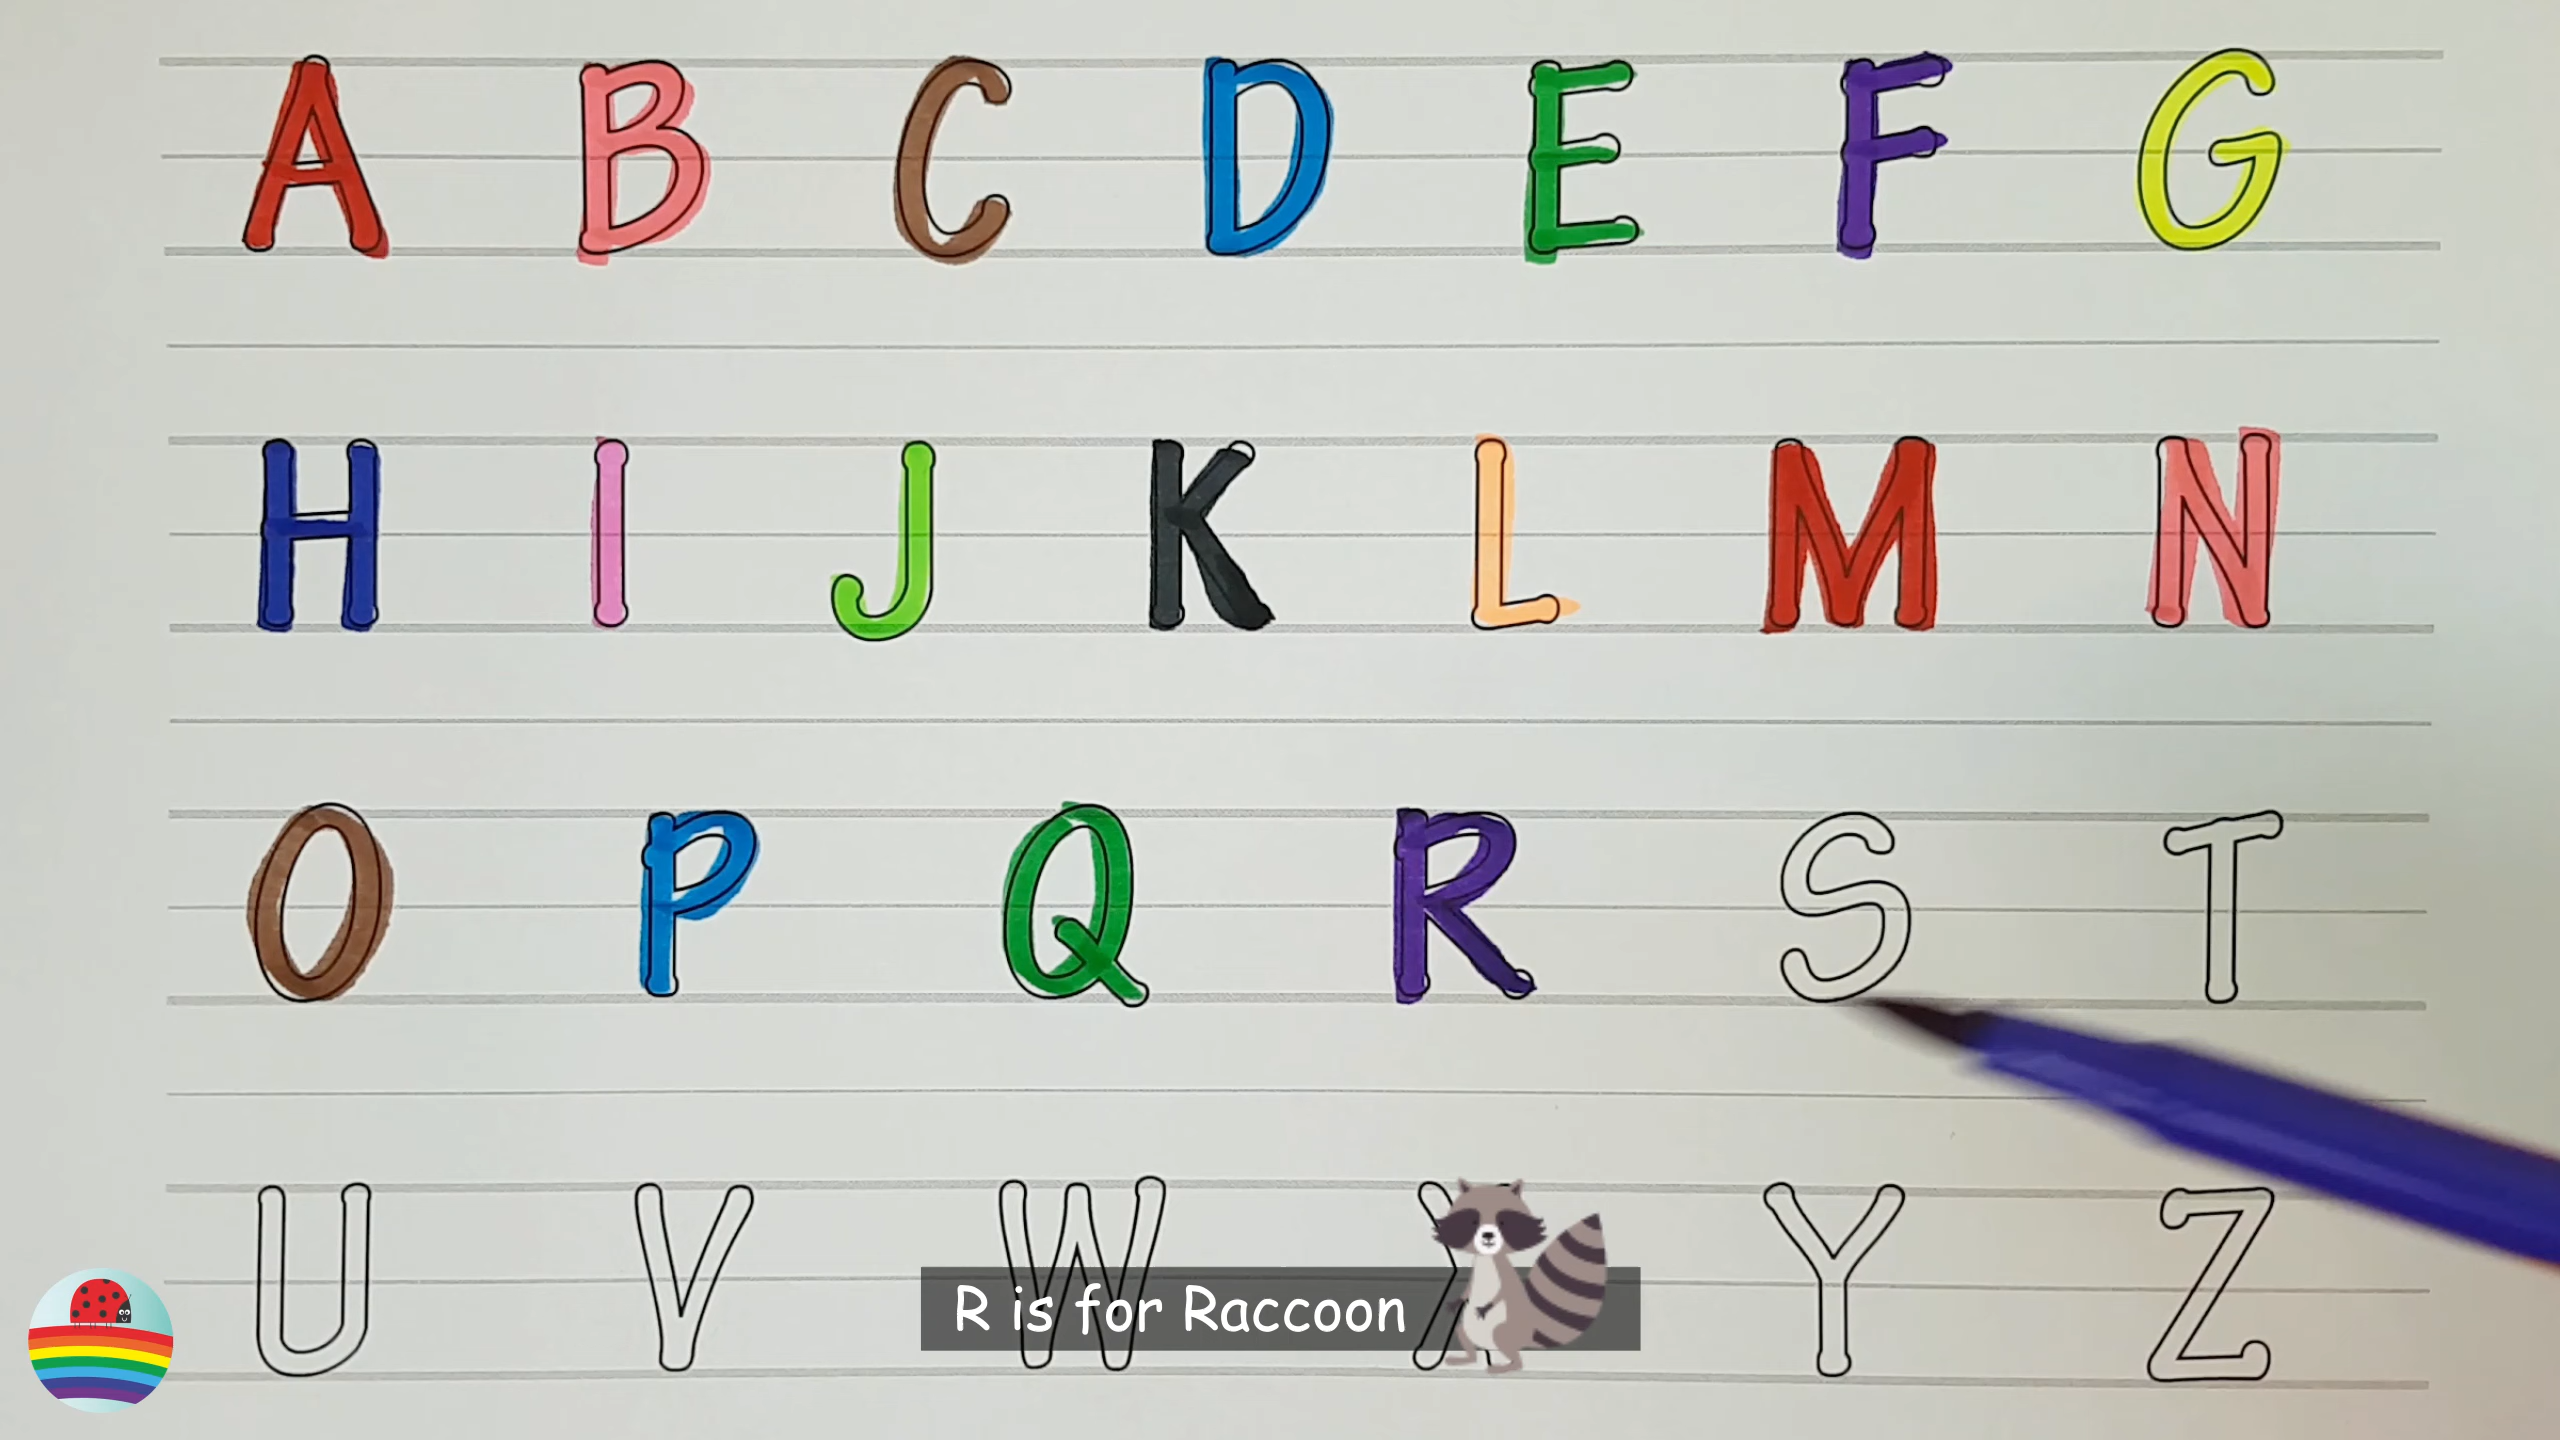 A B C D E F G
H I J K L M N
O P Q R S T
U V W X Y Z
R is for Raccoon